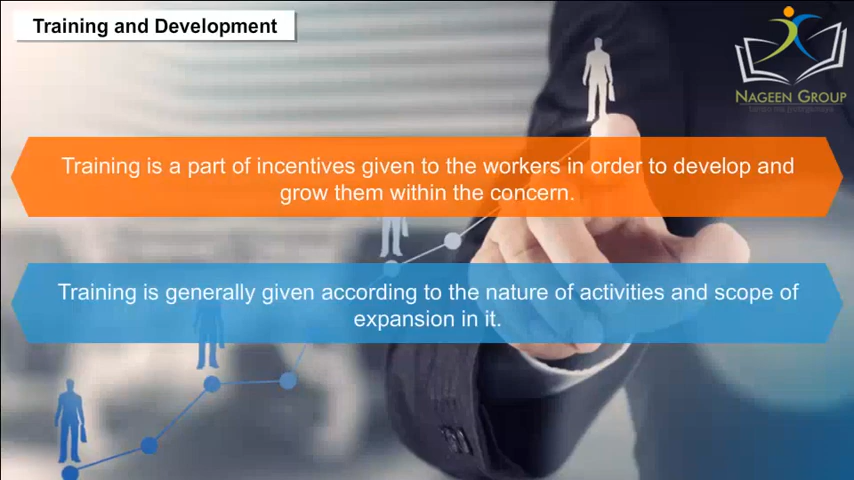 Training and Development
NAGEEN GROUP
Training is a part of incentives given to the workers in order to develop and
grow them within the concern.
Training is generally given according to the nature of activities and scope of
expansion in it.